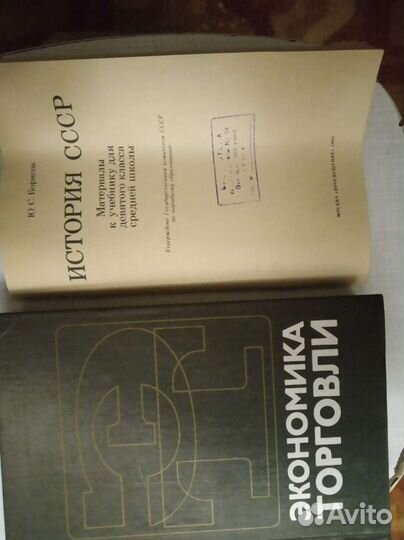 Ю. С. Борисов
ИСТОРИЯ СССР
Материалы
к учебнику для
девятого класса
средней школы
Утверждено Государственным комитетом СССР
по народному образованию
МОСКВА «ПРОСВЕЩЕНИЕ»
ЭКОНОМИКА
ТОРГОВЛИ
Avito